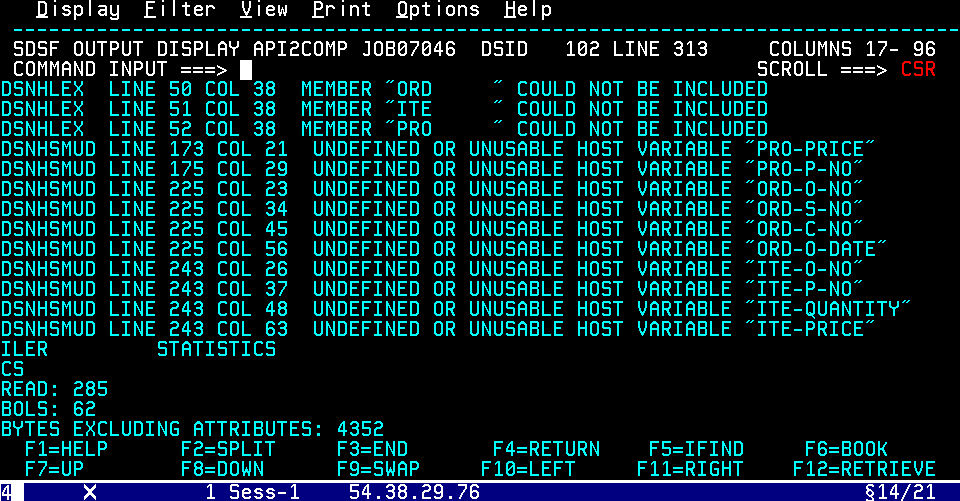 Display Filter View Print Options Help
SDSF OUTPUT DISPLAY API2COMP JOB07046 DSID 102 LINE 313 COLUMNS 17- 96
COMMAND INPUT ===> SCROLL ===> CSR
DSNHLEX LINE 50 COL 38 MEMBER "ORD " COULD NOT BE INCLUDED
DSNHLEX LINE 51 COL 38 MEMBER "ITE " COULD NOT BE INCLUDED
DSNHLEX LINE 52 COL 38 MEMBER "PRO " COULD NOT BE INCLUDED
DSNHSMUD LINE 173 COL 21 UNDEFINED OR UNUSABLE HOST VARIABLE "PRO-PRICE"
DSNHSMUD LINE 175 COL 29 UNDEFINED OR UNUSABLE HOST VARIABLE "PRO-P-NO"
DSNHSMUD LINE 225 COL 23 UNDEFINED OR UNUSABLE HOST VARIABLE "ORD-O-NO"
DSNHSMUD LINE 225 COL 34 UNDEFINED OR UNUSABLE HOST VARIABLE "ORD-S-NO"
DSNHSMUD LINE 225 COL 45 UNDEFINED OR UNUSABLE HOST VARIABLE "ORD-C-NO"
DSNHSMUD LINE 225 COL 56 UNDEFINED OR UNUSABLE HOST VARIABLE "ORD-O-DATE"
DSNHSMUD LINE 243 COL 26 UNDEFINED OR UNUSABLE HOST VARIABLE "ITE-O-NO"
DSNHSMUD LINE 243 COL 37 UNDEFINED OR UNUSABLE HOST VARIABLE "ITE-P-NO"
DSNHSMUD LINE 243 COL 48 UNDEFINED OR UNUSABLE HOST VARIABLE "ITE-QUANTITY"
DSNHSMUD LINE 243 COL 63 UNDEFINED OR UNUSABLE HOST VARIABLE "ITE-PRICE"
ILER STATISTICS
CS
READ: 285
BOLS: 62
BYTES EXCLUDING ATTRIBUTES: 4352
F1=HELP F2=SPLIT F3=END F4=RETURN F5=IFIND F6=BOOK
F7=UP F8=DOWN F9=SWAP F10=LEFT F11=RIGHT F12=RETRIEVE
4 X 1 Sess-1 54.38.29.76 §14/21